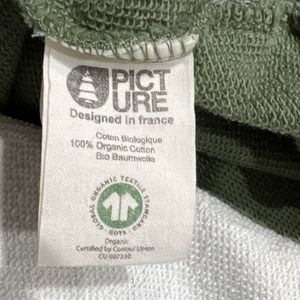 PICT
URE
Designed in france
Coton Biologique
100% Organic Cotton
Bio Baumwolle
GLOBAL ORGANIC TEXTILE STANDARD
GOTS
Organic
Certified by Control Union
CU 807330